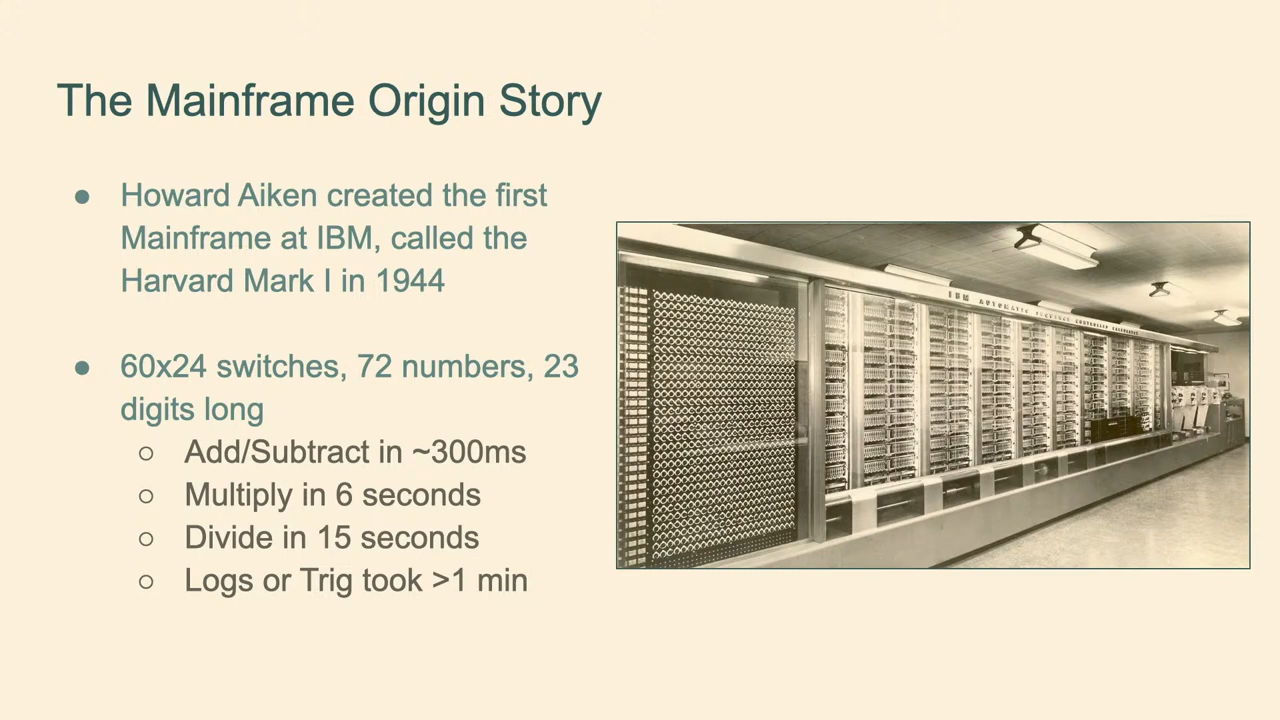 The Mainframe Origin Story
● Howard Aiken created the first
Mainframe at IBM, called the
Harvard Mark I in 1944
● 60x24 switches, 72 numbers, 23
digits long
○ Add/Subtract in ~300ms
○ Multiply in 6 seconds
○ Divide in 15 seconds
○ Logs or Trig took >1 min
IBM AUTOMATIC SEQUENCE CONTROLLED CALCULATOR